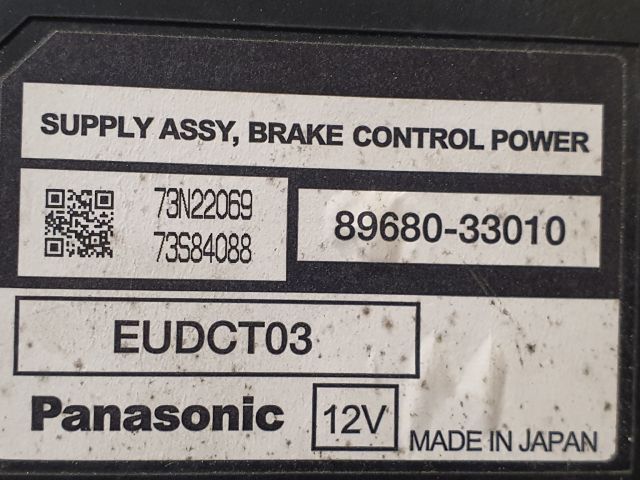 SUPPLY ASSY, BRAKE CONTROL POWER
73N22069
73S84088
89680-33010
EUDCT03
Panasonic 12V MADE IN JAPAN